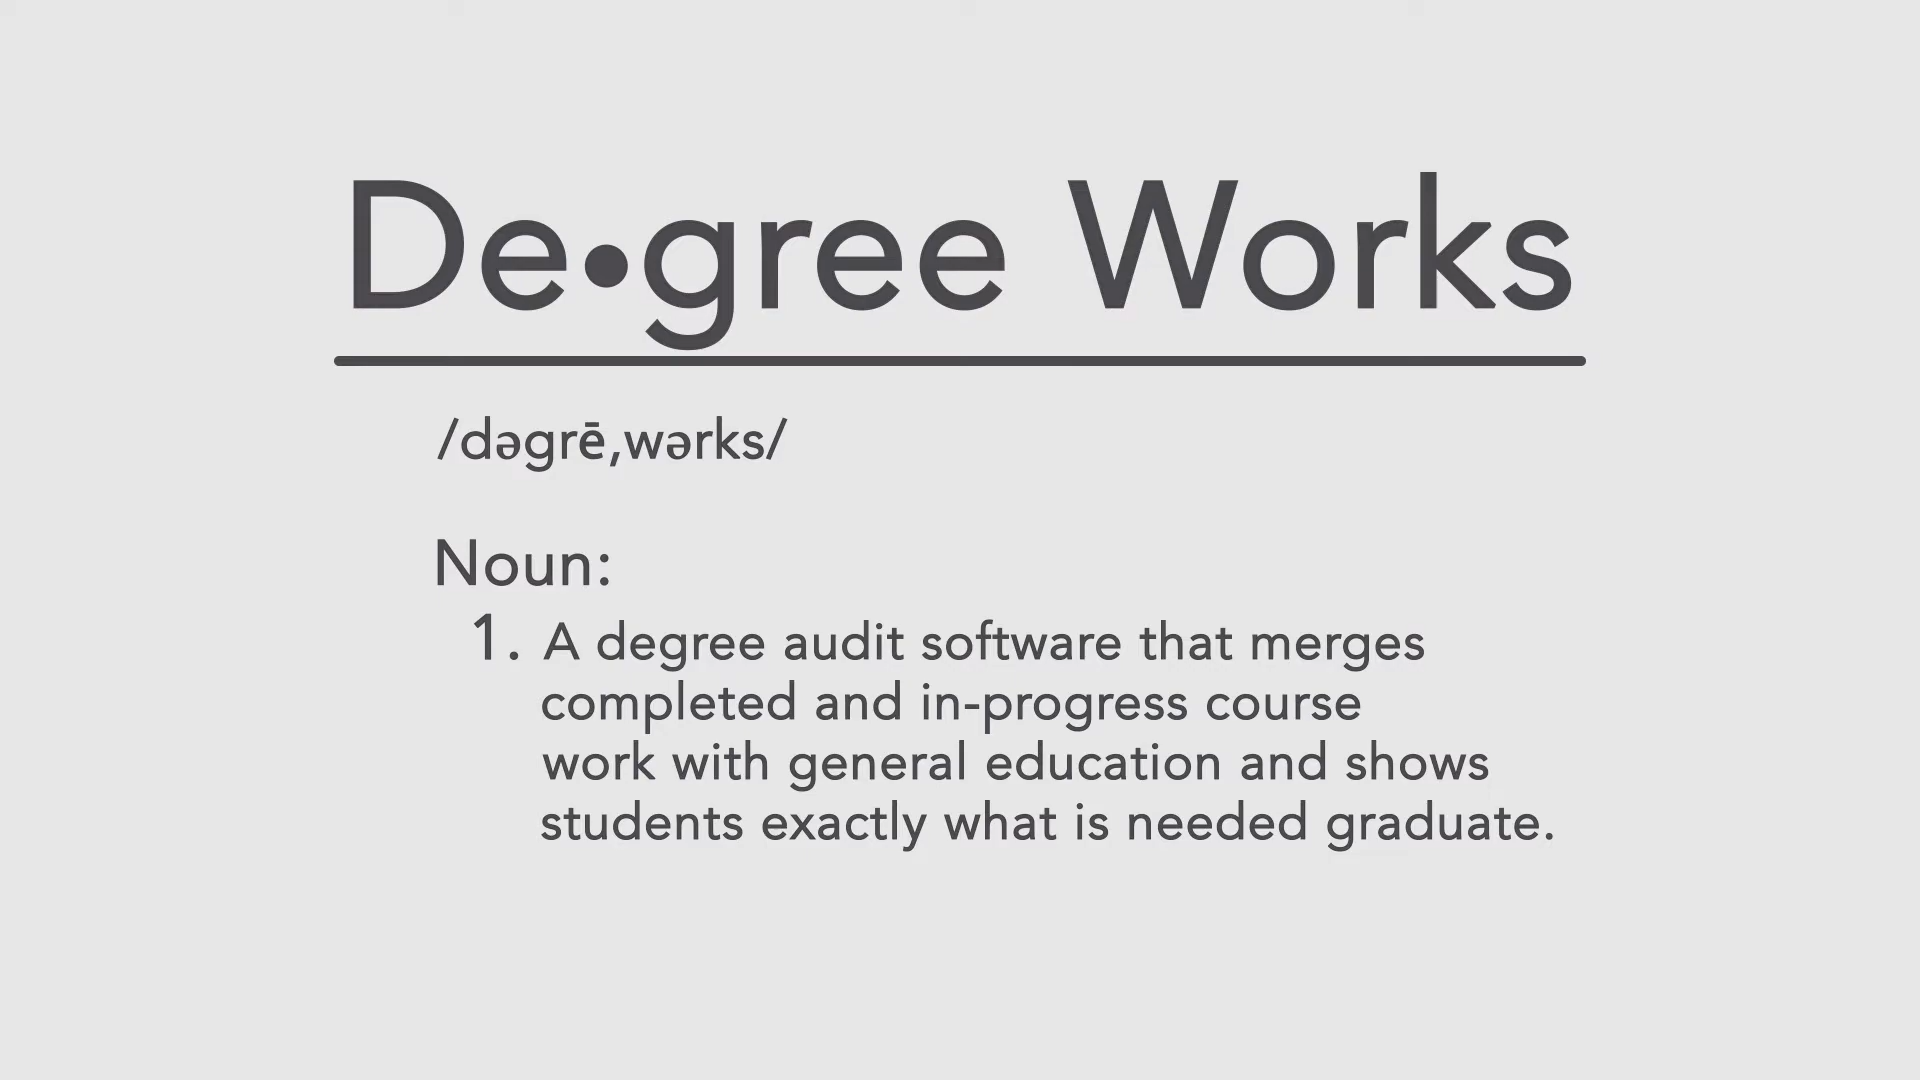 De•gree Works
/dəgrē,wərks/
Noun:
1. A degree audit software that merges
completed and in-progress course
work with general education and shows
students exactly what is needed graduate.